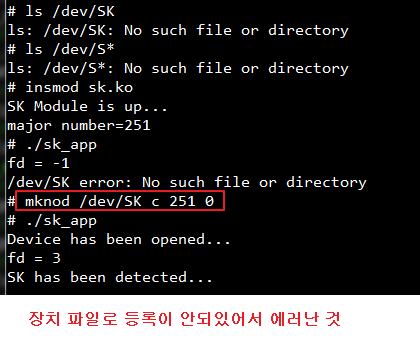 # ls /dev/SK
ls: /dev/SK: No such file or directory
# ls /dev/S*
ls: /dev/S*: No such file or directory
# insmod sk.ko
SK Module is up...
major number=251
# ./sk_app
fd = -1
/dev/SK error: No such file or directory
# mknod /dev/SK c 251 0
# ./sk_app
Device has been opened...
fd = 3
SK has been detected...
장치 파일로 등록이 안되있어서 에러난 것